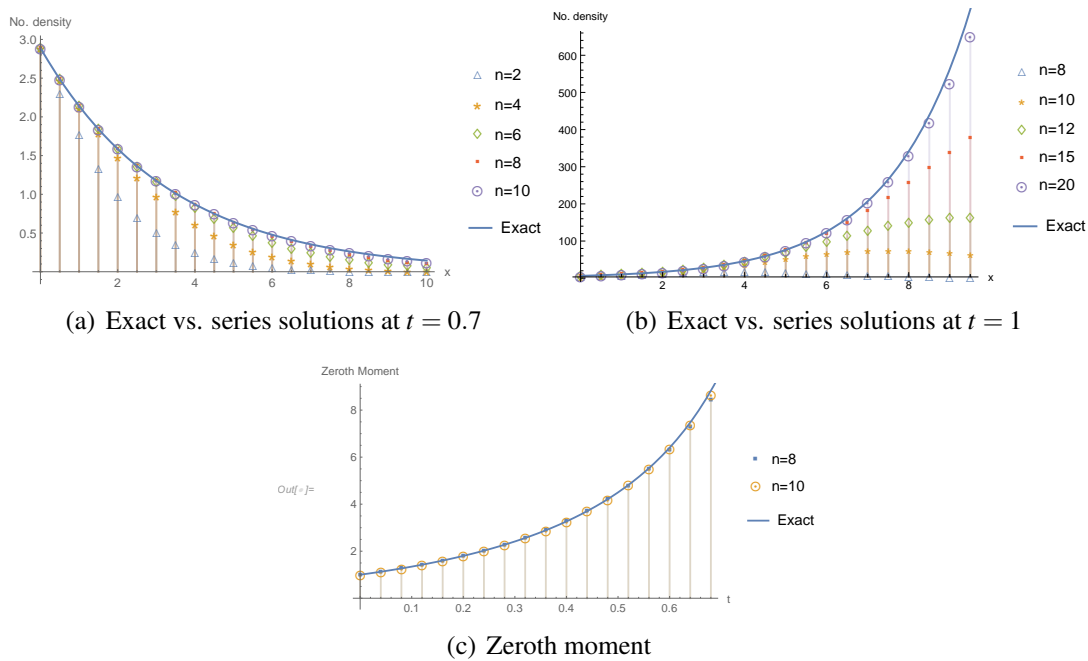 No. density
3.0
2.5
2.0
1.5
1.0
0.5
2
4
6
8
10
x
n=2
n=4
n=6
n=8
n=10
Exact
(a) Exact vs. series solutions at t = 0.7
No. density
600
500
400
300
200
100
2
4
6
8
x
n=8
n=10
n=12
n=15
n=20
Exact
(b) Exact vs. series solutions at t = 1
Zeroth Moment
8
6
4
2
Out[◦]=
0.1
0.2
0.3
0.4
0.5
0.6
t
n=8
n=10
Exact
(c) Zeroth moment